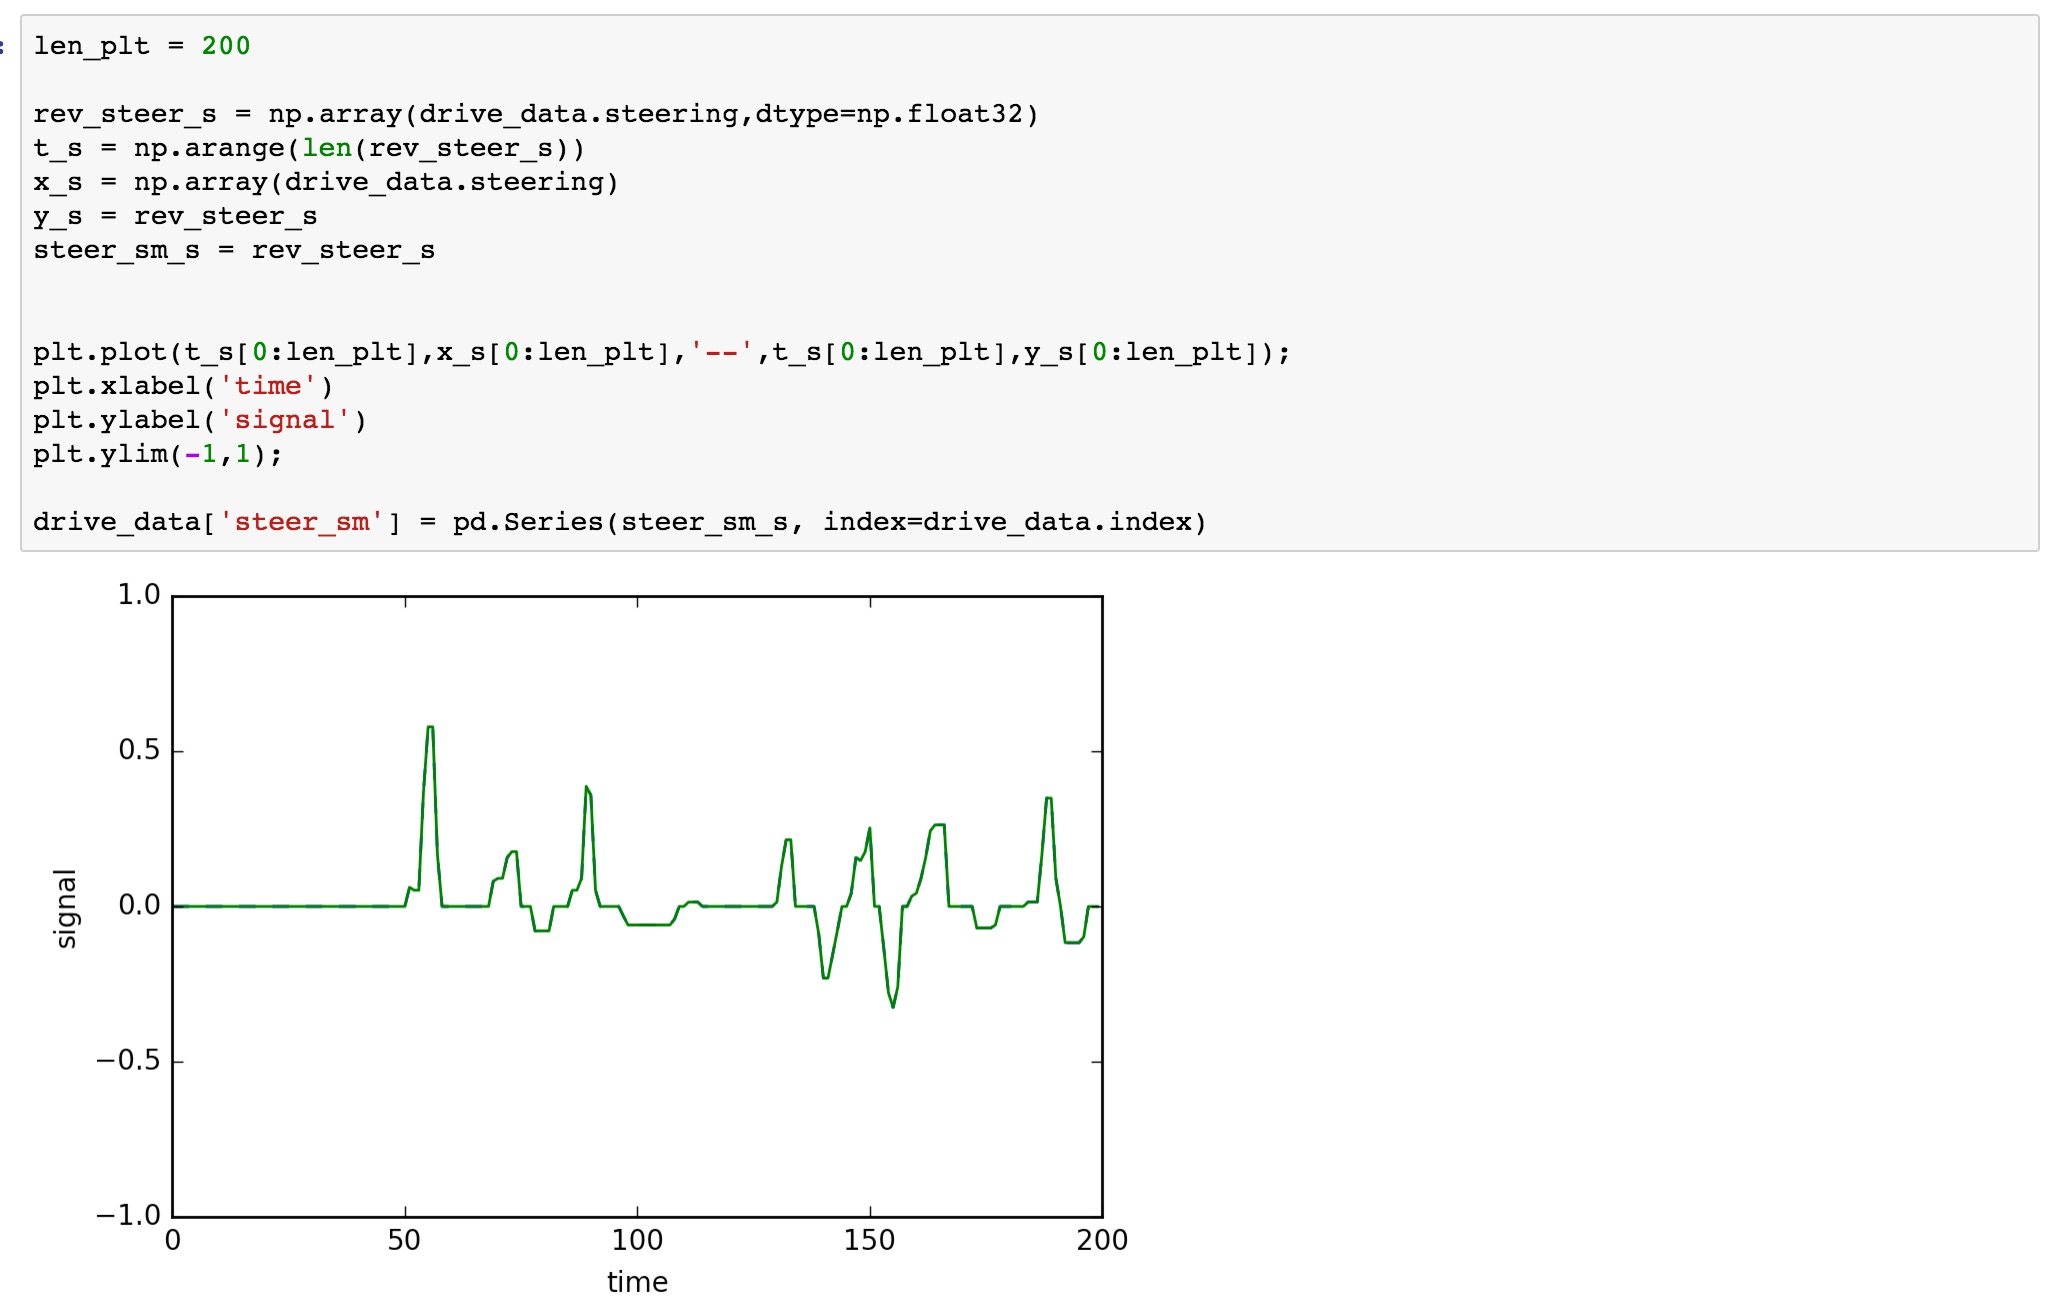 :
len_plt = 200
rev_steer_s = np.array(drive_data.steering,dtype=np.float32)
t_s = np.arange(len(rev_steer_s))
x_s = np.array(drive_data.steering)
y_s = rev_steer_s
steer_sm_s = rev_steer_s
plt.plot(t_s[0:len_plt],x_s[0:len_plt],'--',t_s[0:len_plt],y_s[0:len_plt]);
plt.xlabel('time')
plt.ylabel('signal')
plt.ylim(-1,1);
drive_data['steer_sm'] = pd.Series(steer_sm_s, index=drive_data.index)
1.0
0.5
0.0
−0.5
−1.0
signal
0 50 100 150 200
time